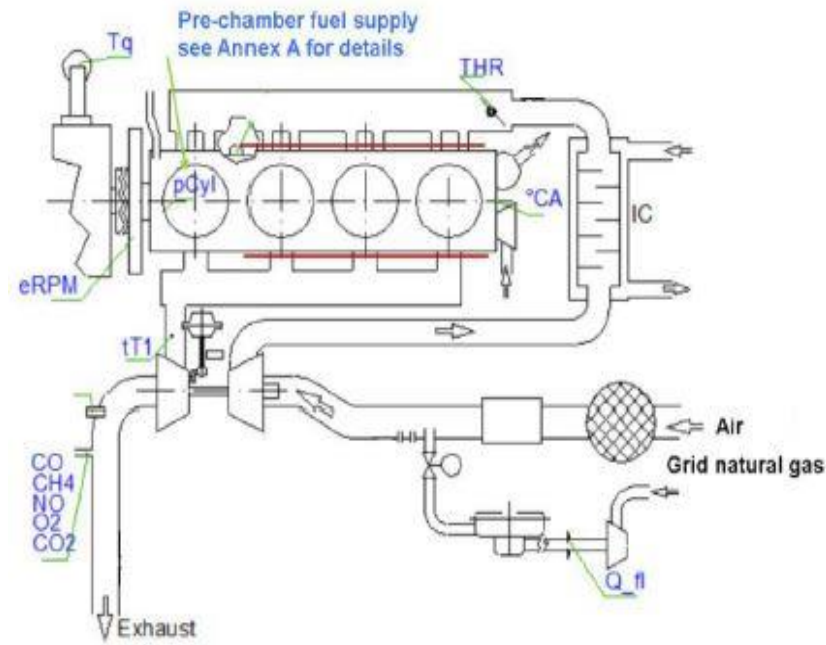 Pre-chamber fuel supply
see Annex A for details
Tq
THR
pCyl
°CA
IC
eRPM
tT1
Air
Grid natural gas
CO
CH4
NO
O2
CO2
Q_fl
Exhaust